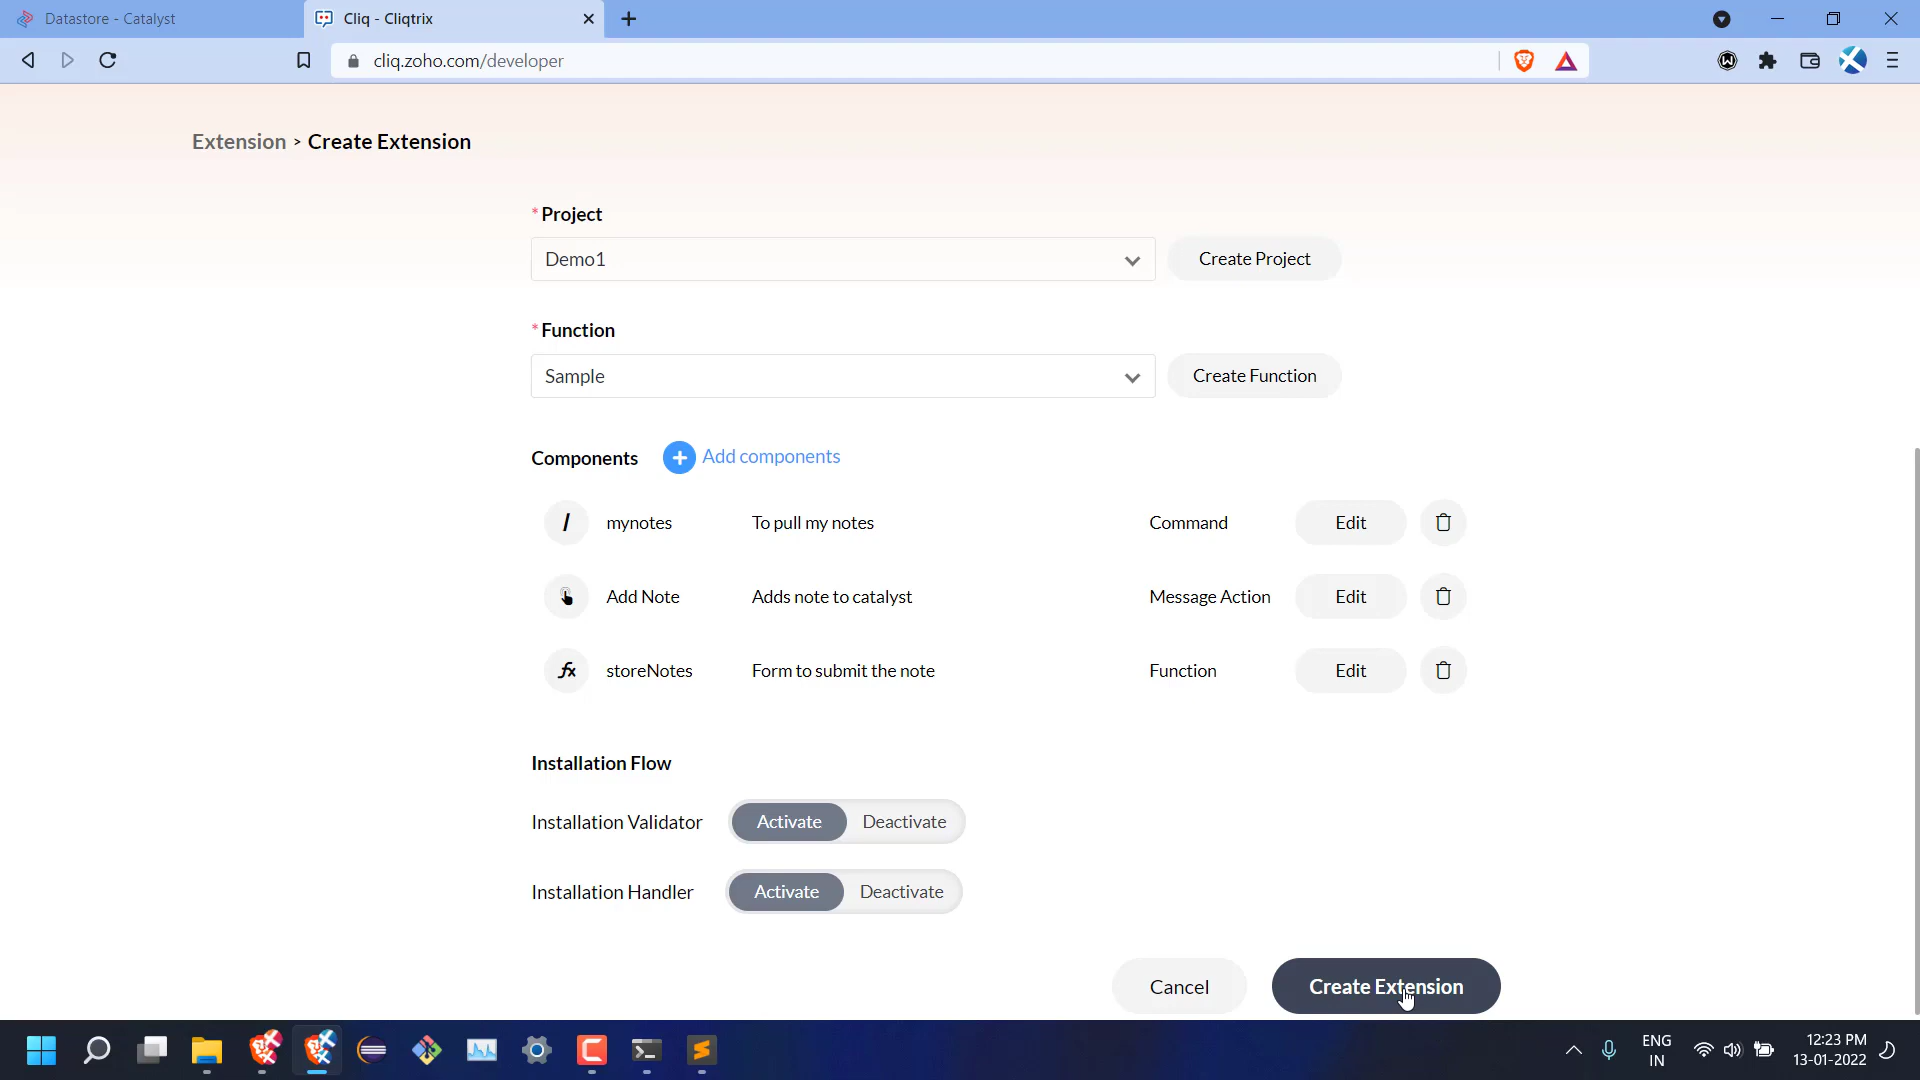 Datastore - Catalyst
Cliq - Cliqtrix
cliq.zoho.com/developer
Extension > Create Extension
* Project
Demo1
Create Project
* Function
Sample
Create Function
Components
Add components
mynotes To pull my notes Command Edit
Add Note Adds note to catalyst Message Action Edit
storeNotes Form to submit the note Function Edit
Installation Flow
Installation Validator Activate Deactivate
Installation Handler Activate Deactivate
Cancel Create Extension
ENG
IN
12:23 PM
13-01-2022